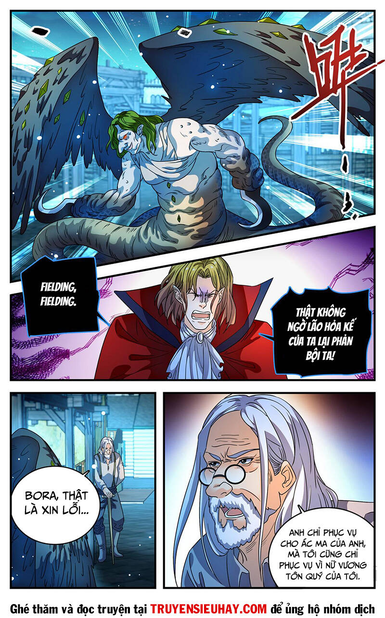 FIELDING,
FIELDING.
THẬT KHÔNG
NGỜ LÃO HỎA KẾ
CỦA TA LẠI PHẢN
BỘI TA!
BORA, THẬT
LÀ XIN LỖI...
ANH CHỈ PHỤC VỤ
CHO ÁC MA CỦA ANH,
MÀ TÔI CŨNG CHỈ
PHỤC VỤ VÌ NỮ VƯƠNG
TÔN QUÝ CỦA TÔI.
Ghé thăm và đọc truyện tại TRUYENSIEUHAY.COM để ủng hộ nhóm dịch